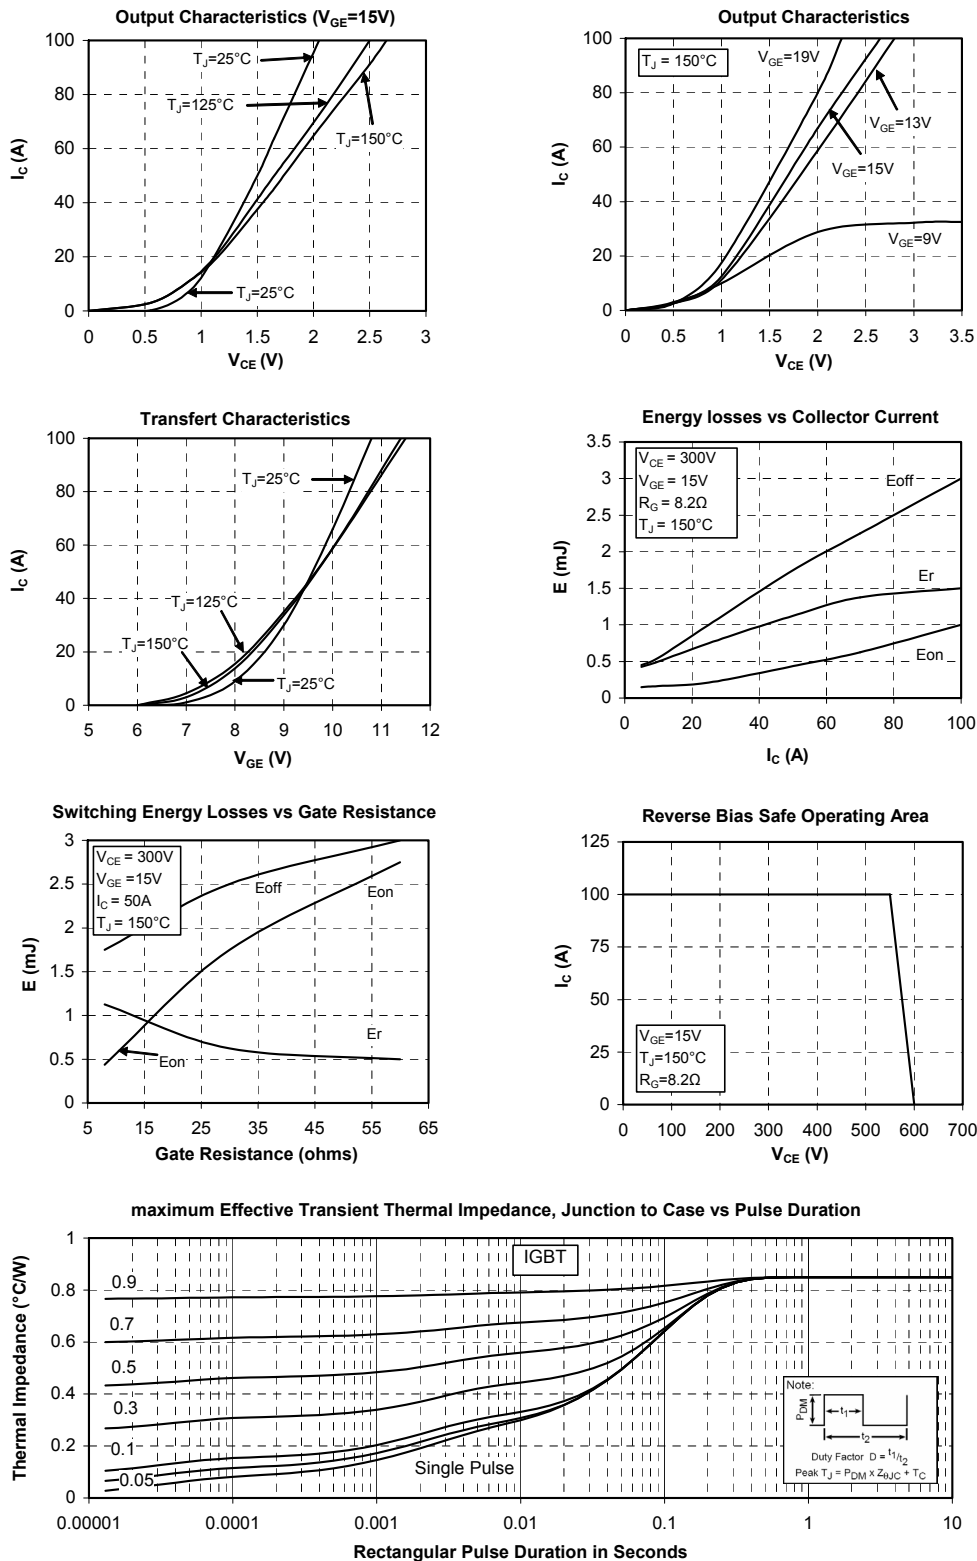 Output Characteristics (VGE=15V)
100
80
60
40
20
0
IC (A)
TJ=25°C
TJ=125°C
TJ=150°C
TJ=25°C
0 0.5 1 1.5 2 2.5 3
VCE (V)
Output Characteristics
100
80
60
40
20
0
IC (A)
TJ = 150°C
VGE=19V
VGE=13V
VGE=15V
VGE=9V
0 0.5 1 1.5 2 2.5 3 3.5
VCE (V)
Transfert Characteristics
100
80
60
40
20
0
IC (A)
TJ=25°C
TJ=125°C
TJ=150°C
TJ=25°C
5 6 7 8 9 10 11 12
VGE (V)
Energy losses vs Collector Current
3.5
3
2.5
2
1.5
1
0.5
0
E (mJ)
VCE = 300V
VGE = 15V
RG = 8.2Ω
TJ = 150°C
Eoff
Er
Eon
0 20 40 60 80 100
IC (A)
Switching Energy Losses vs Gate Resistance
3
2.5
2
1.5
1
0.5
0
E (mJ)
VCE = 300V
VGE =15V
IC = 50A
TJ = 150°C
Eoff
Eon
Er
Eon
5 15 25 35 45 55 65
Gate Resistance (ohms)
Reverse Bias Safe Operating Area
125
100
75
50
25
0
IC (A)
VGE=15V
TJ=150°C
RG=8.2Ω
0 100 200 300 400 500 600 700
VCE (V)
maximum Effective Transient Thermal Impedance, Junction to Case vs Pulse Duration
1
0.8
0.6
0.4
0.2
0
Thermal Impedance (°C/W)
IGBT
0.9
0.7
0.5
0.3
0.1
0.05
Single Pulse
Note:
PDM
t1
t2
Duty Factor D = t1/t2
Peak TJ = PDM x ZθJC + TC
0.00001 0.0001 0.001 0.01 0.1 1 10
Rectangular Pulse Duration in Seconds